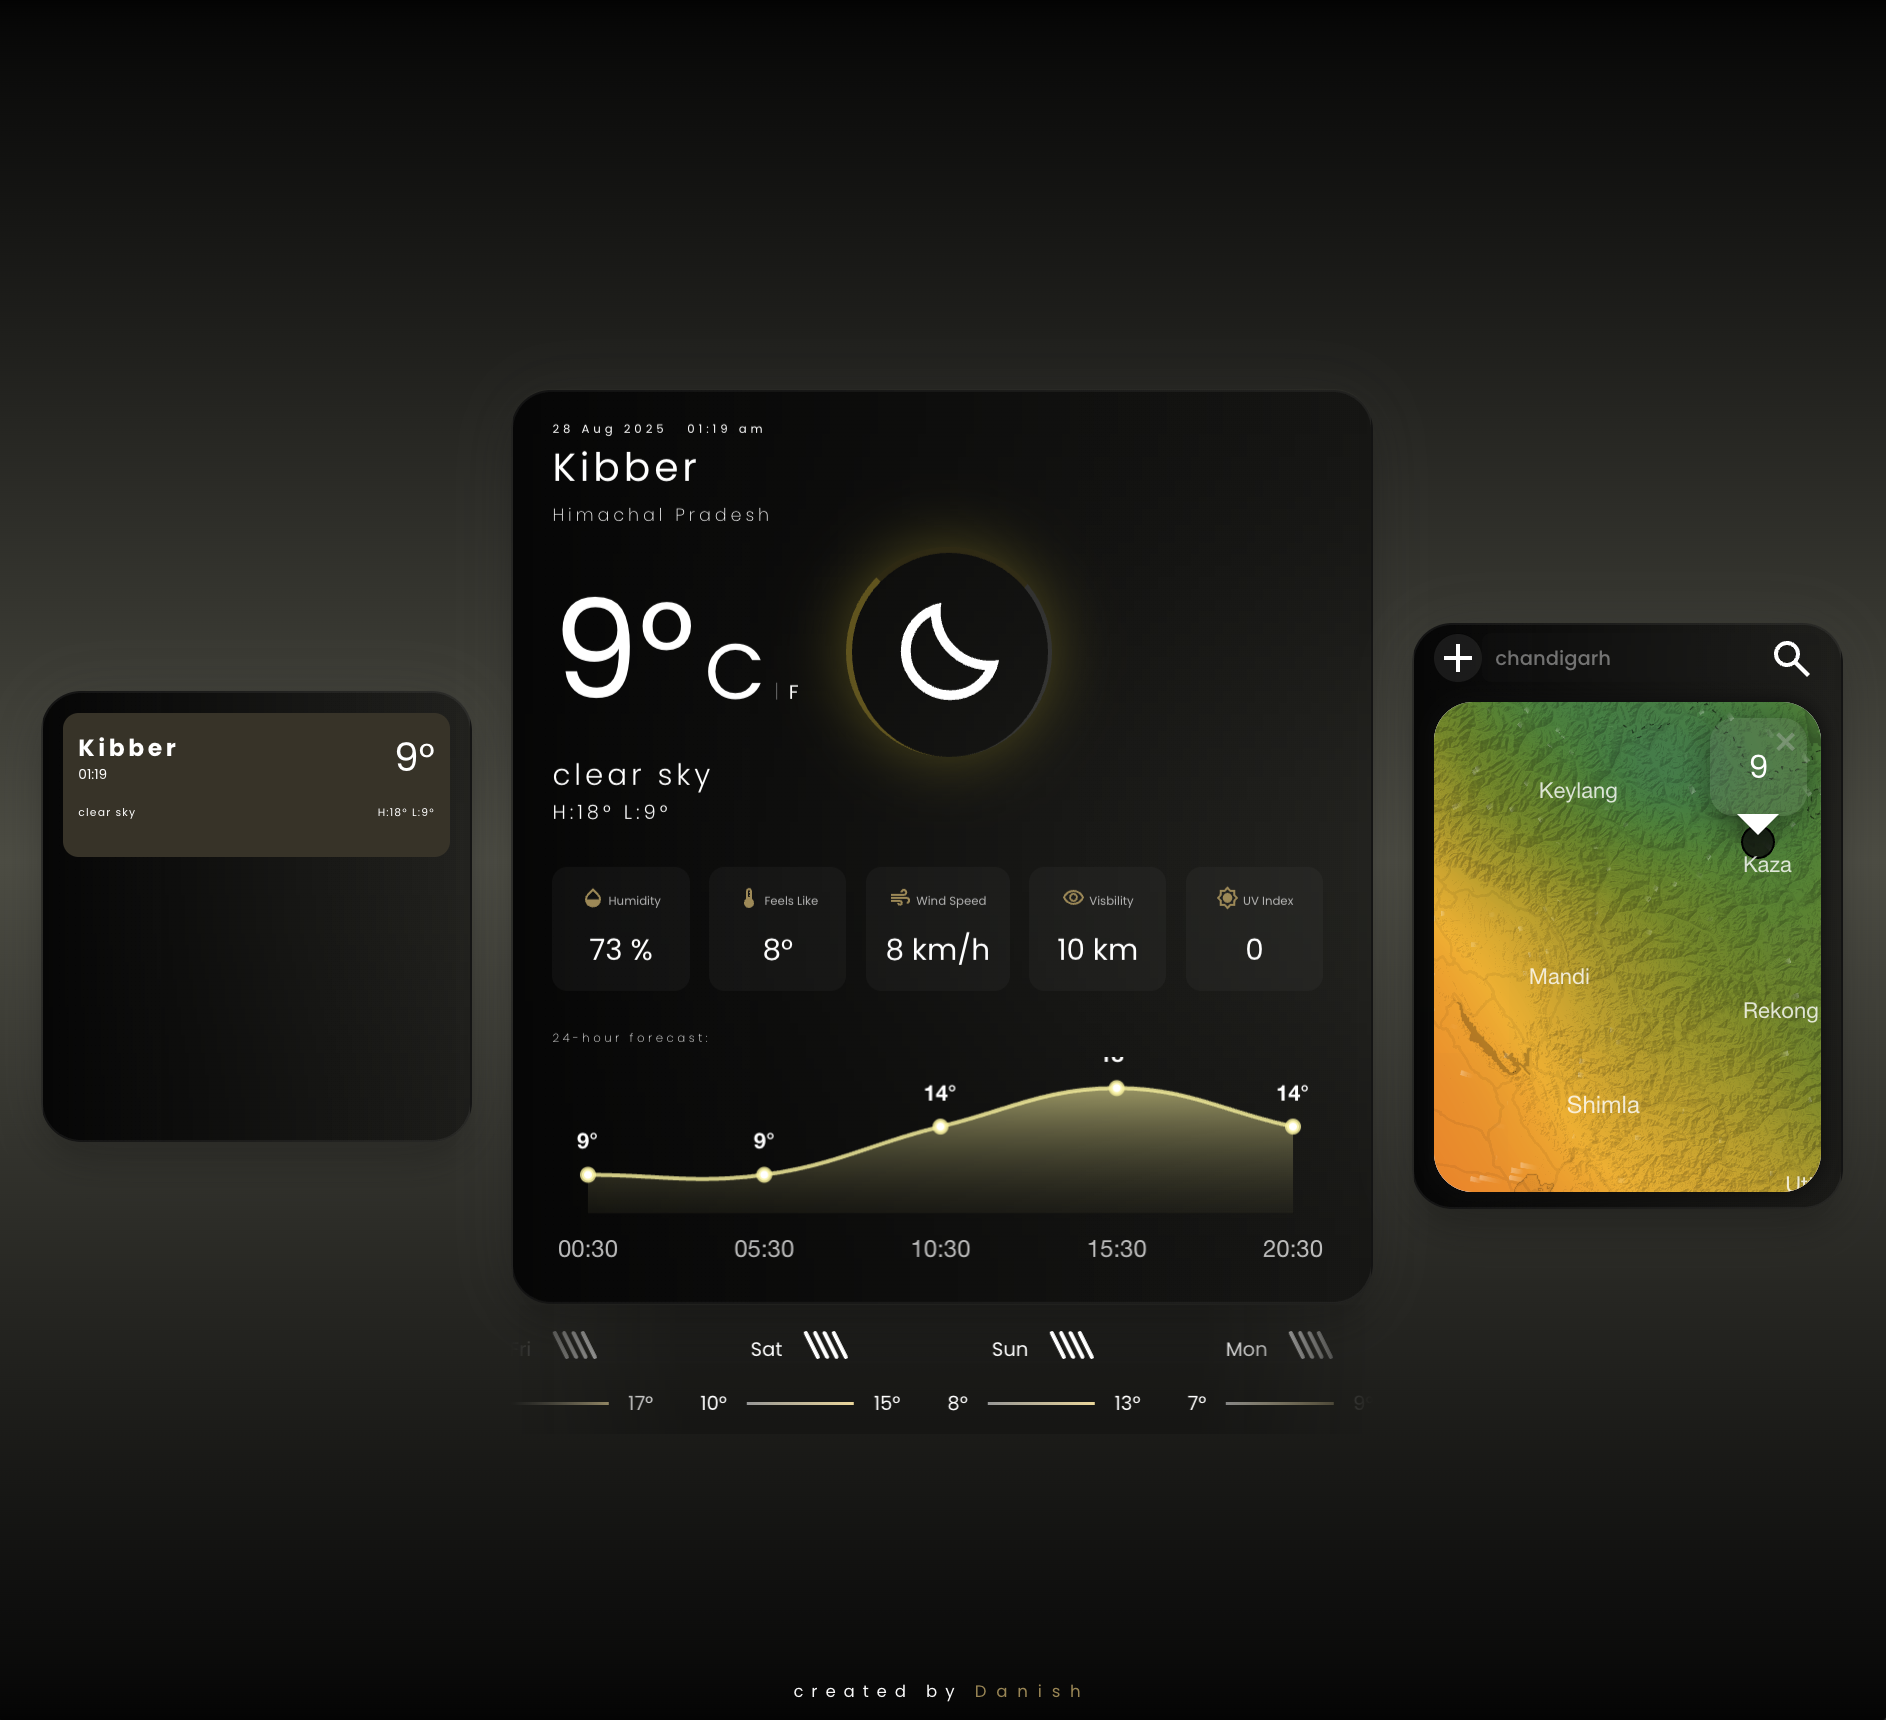 Kibber 9°
01:19
clear sky H:18° L:9°
28 Aug 2025 01:19 am
Kibber
Himachal Pradesh
9° C | F
clear sky
H:18° L:9°
Humidity
73 %
Feels Like
8°
Wind Speed
8 km/h
Visbility
10 km
UV Index
0
24-hour forecast:
9° 9° 14° 14°
00:30 05:30 10:30 15:30 20:30
Fri Sat Sun Mon
17° 10° 15° 8° 13° 7° 9°
chandigarh
9
Keylang
Kaza
Mandi
Rekong
Shimla
created by Danish